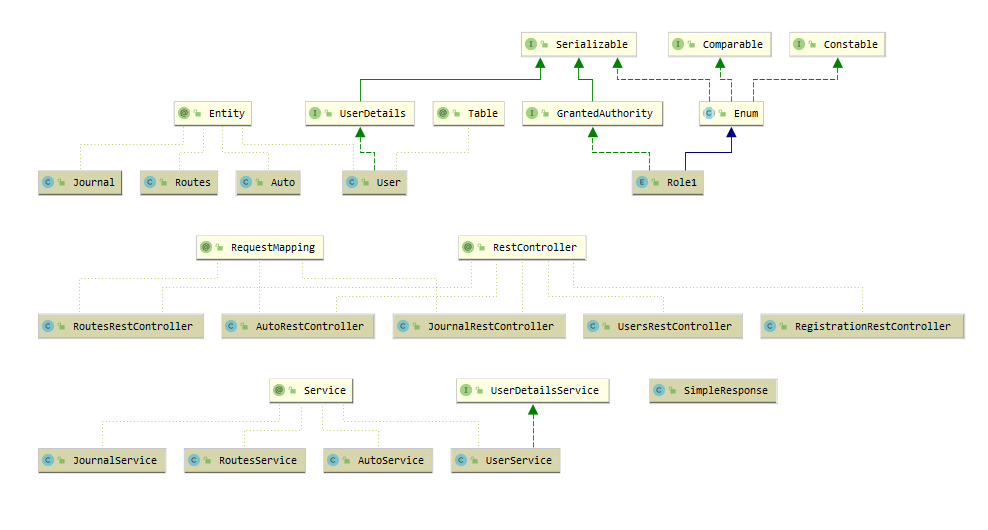 Serializable
Comparable
Constable
Entity
UserDetails
Table
GrantedAuthority
Enum
Journal
Routes
Auto
User
Role1
RequestMapping
RestController
RoutesRestController
AutoRestController
JournalRestController
UsersRestController
RegistrationRestController
Service
UserDetailsService
SimpleResponse
JournalService
RoutesService
AutoService
UserService